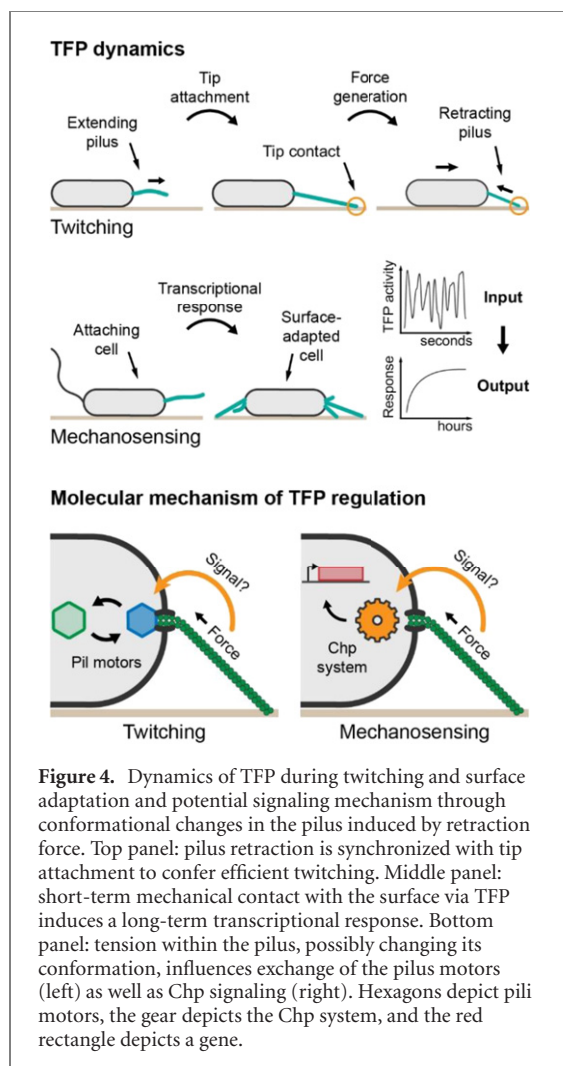 TFP dynamics
Tip
attachment
Force
generation
Extending
pilus
Tip contact
Retracting
pilus
Twitching
Transcriptional
response
Attaching
cell
Surface-
adapted
cell
Mechanosensing
TFP activity
seconds
Input
Response
hours
Output
Molecular mechanism of TFP regulation
Signal?
Force
Pil motors
Twitching
Signal?
Force
Chp
system
Mechanosensing
Figure 4. Dynamics of TFP during twitching and surface
adaptation and potential signaling mechanism through
conformational changes in the pilus induced by retraction
force. Top panel: pilus retraction is synchronized with tip
attachment to confer efficient twitching. Middle panel:
short-term mechanical contact with the surface via TFP
induces a long-term transcriptional response. Bottom
panel: tension within the pilus, possibly changing its
conformation, influences exchange of the pilus motors
(left) as well as Chp signaling (right). Hexagons depict pili
motors, the gear depicts the Chp system, and the red
rectangle depicts a gene.